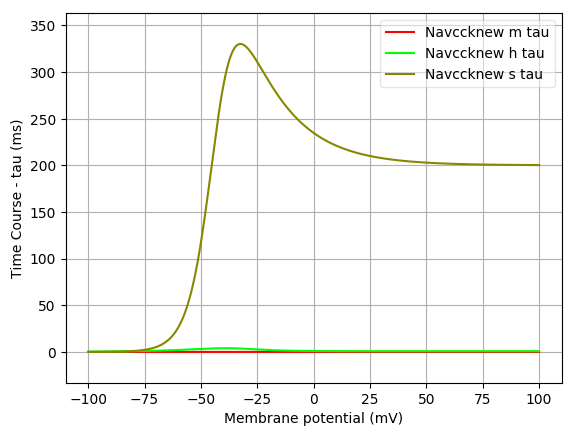 350
300
250
200
150
100
50
0
Time Course - tau (ms)
Navccknew m tau
Navccknew h tau
Navccknew s tau
−100 −75 −50 −25 0 25 50 75 100
Membrane potential (mV)